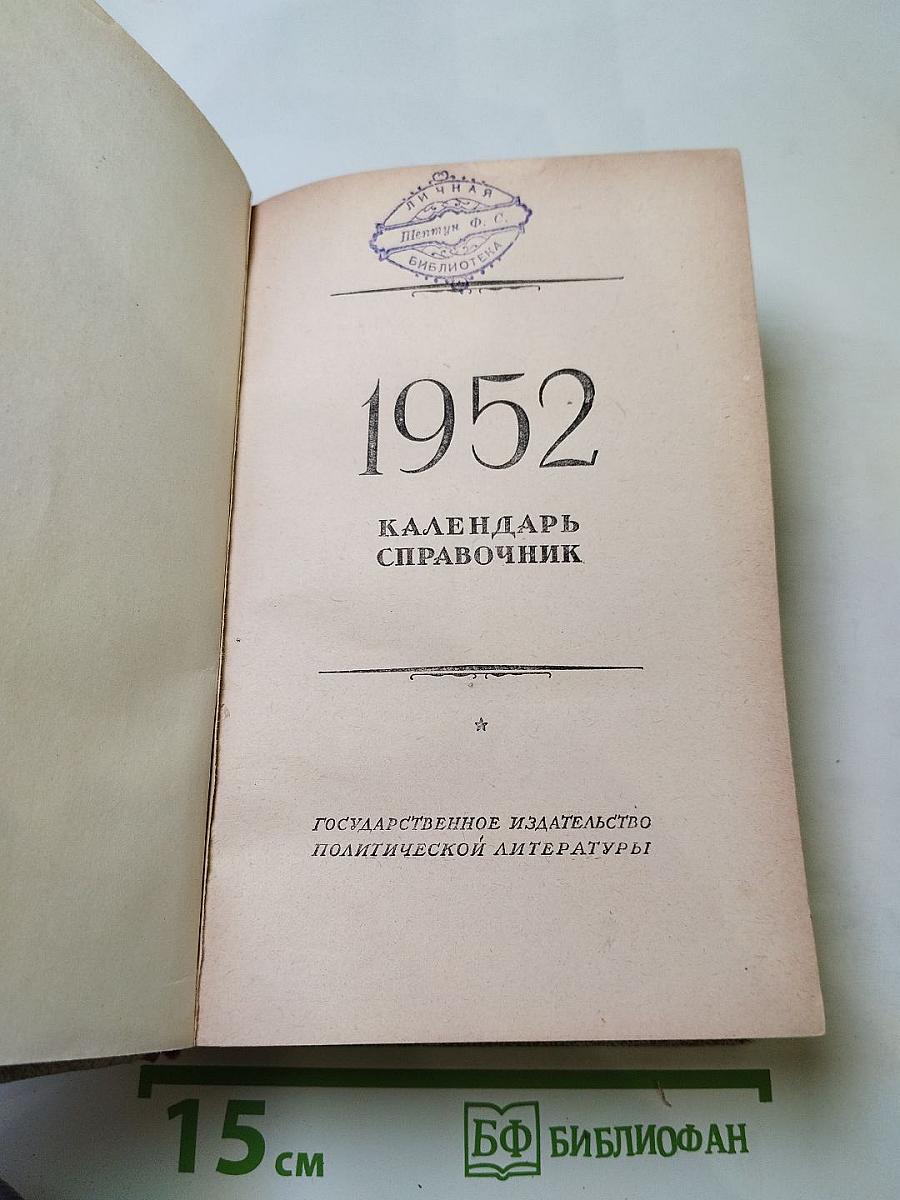 ЛИЧНАЯ
Шептун Ф. С.
БИБЛИОТЕКА
1952
КАЛЕНДАРЬ
СПРАВОЧНИК
ГОСУДАРСТВЕННОЕ ИЗДАТЕЛЬСТВО
ПОЛИТИЧЕСКОЙ ЛИТЕРАТУРЫ
15 см
БФ БИБЛИОФАН